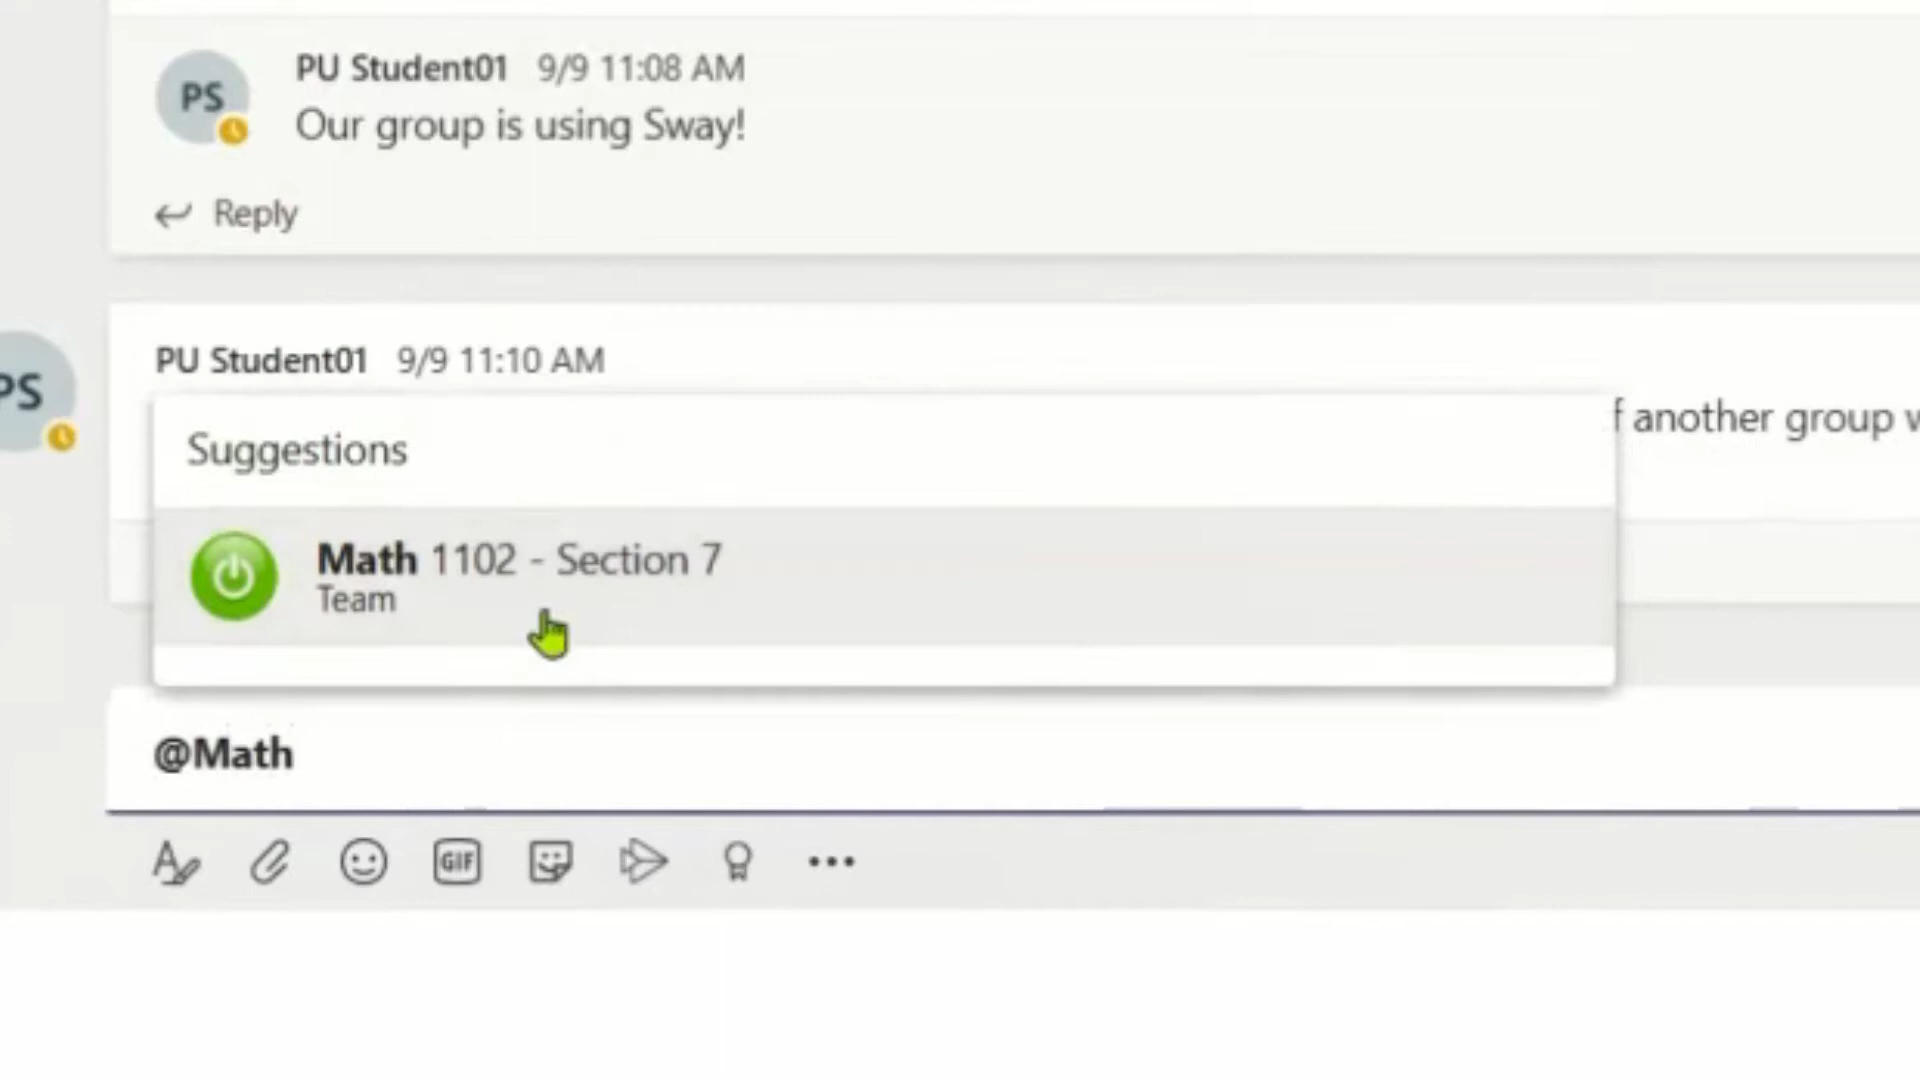 PS
PU Student01 9/9 11:08 AM
Our group is using Sway!
Reply
PS
PU Student01 9/9 11:10 AM
another group
Suggestions
Math 1102 - Section 7
Team
@Math
GIF